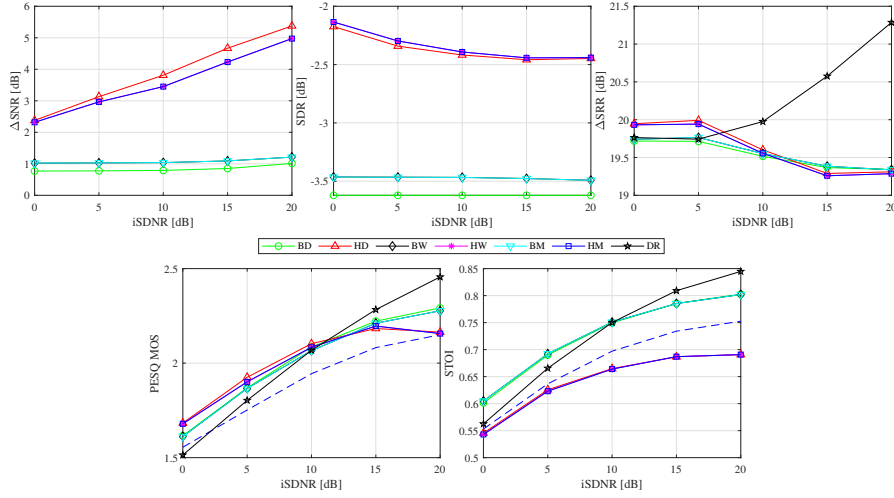 6
5
4
3
2
1
0
ΔSNR [dB]
0 5 10 15 20
iSDNR [dB]
-2
-2.5
-3
-3.5
SDR [dB]
0 5 10 15 20
iSDNR [dB]
21.5
21
20.5
20
19.5
19
ΔSRR [dB]
0 5 10 15 20
iSDNR [dB]
BD HD BW HW BM HM DR
2.5
2
1.5
PESQ MOS
0 5 10 15 20
iSDNR [dB]
0.85
0.8
0.75
0.7
0.65
0.6
0.55
0.5
STOI
0 5 10 15 20
iSDNR [dB]